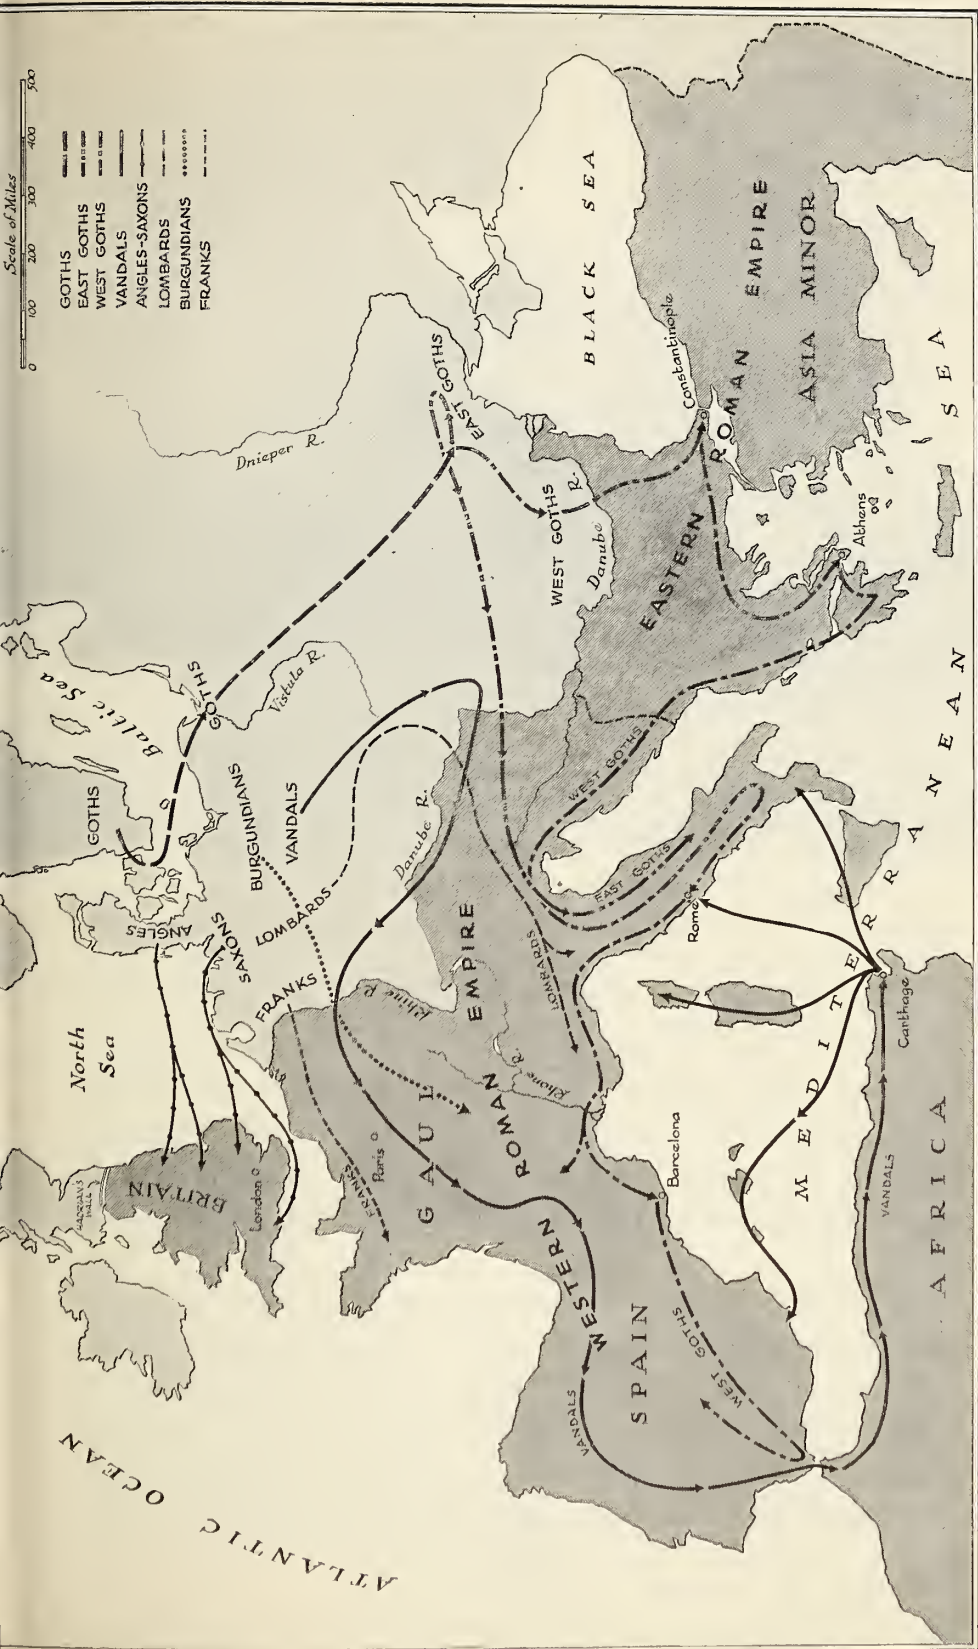 Scale of Miles
0 100 200 300 400 500
GOTHS
EAST GOTHS
WEST GOTHS
VANDALS
ANGLES-SAXONS
LOMBARDS
BURGUNDIANS
FRANKS
ATLANTIC OCEAN
North
Sea
Baltic Sea
HADRIAN'S
WALL
BRITAIN
London
ANGLES
SAXONS
GOTHS
GOTHS
Vistula R.
Dnieper R.
BURGUNDIANS
VANDALS
LOMBARDS
FRANKS
Rhine R.
Danube R.
FRANKS
Paris
GAUL
Rhone R.
WESTERN ROMAN EMPIRE
LOMBARDS
EAST GOTHS
WEST GOTHS
EAST GOTHS
WEST GOTHS
Danube R.
BLACK SEA
Constantinople
EASTERN ROMAN EMPIRE
ASIA MINOR
Athens
Rome
Barcelona
SPAIN
VANDALS
WEST GOTHS
VANDALS
Carthage
MEDITERRANEAN SEA
AFRICA